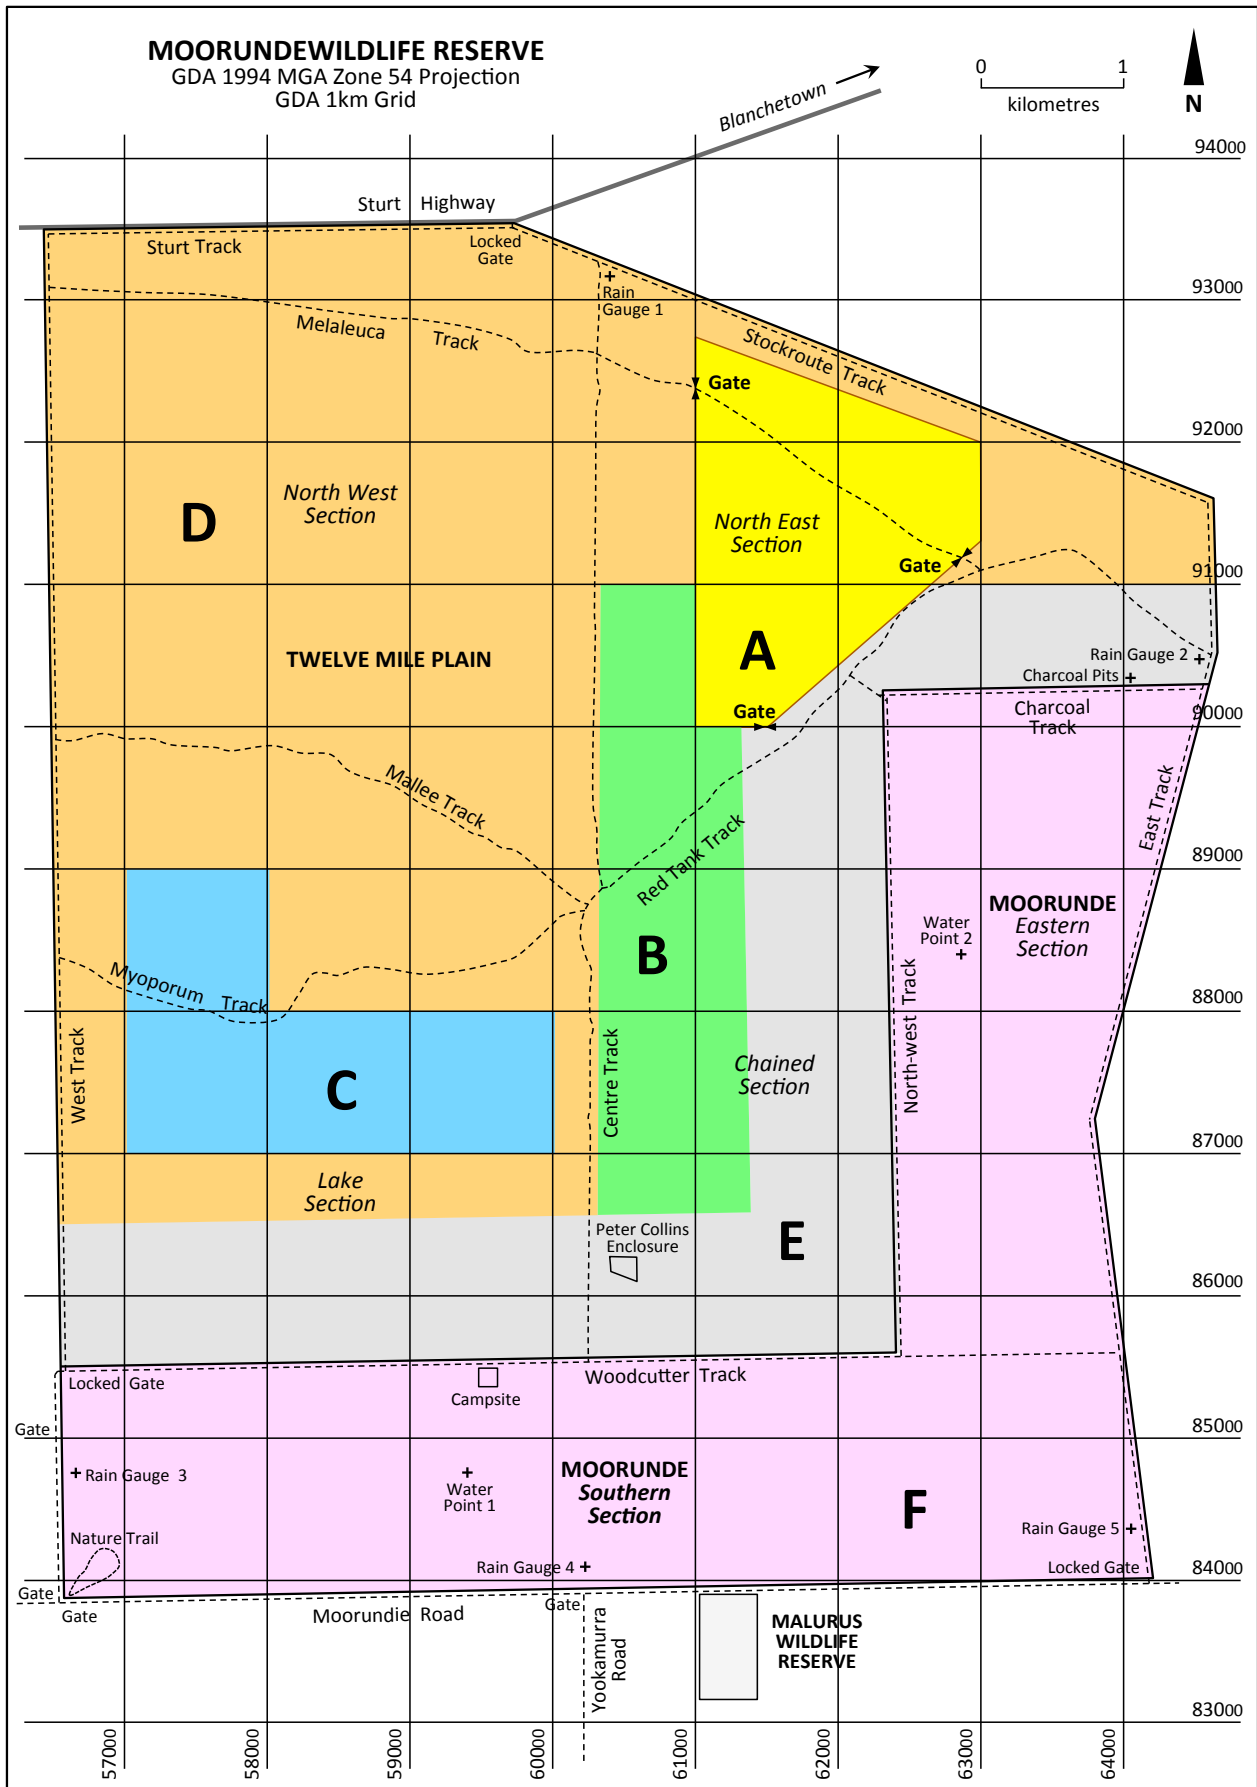 MOORUNDEWILDLIFE RESERVE
GDA 1994 MGA Zone 54 Projection
GDA 1km Grid
Blanchetown
0 1
kilometres
N
94000
Sturt Highway
Sturt Track
Locked
Gate
Rain
Gauge 1
93000
Melaleuca Track
Stockroute Track
Gate
92000
D
North West
Section
North East
Section
Gate
91000
TWELVE MILE PLAIN
A
Rain Gauge 2
Charcoal Pits
Gate
Charcoal
Track
90000
Mallee Track
Red Tank Track
East Track
89000
MOORUNDE
Eastern
Section
Water
Point 2
B
Myoporum Track
88000
West Track
Centre Track
North-west Track
Chained
Section
C
87000
Lake
Section
Peter Collins
Enclosure
E
86000
Locked Gate
Woodcutter Track
Campsite
Gate
85000
Rain Gauge 3
Water
Point 1
MOORUNDE
Southern
Section
F
Nature Trail
Rain Gauge 4
Rain Gauge 5
Locked Gate
84000
Gate
Gate
Moorundie Road
Gate
Yookamurra
Road
MALURUS
WILDLIFE
RESERVE
83000
57000
58000
59000
60000
61000
62000
63000
64000